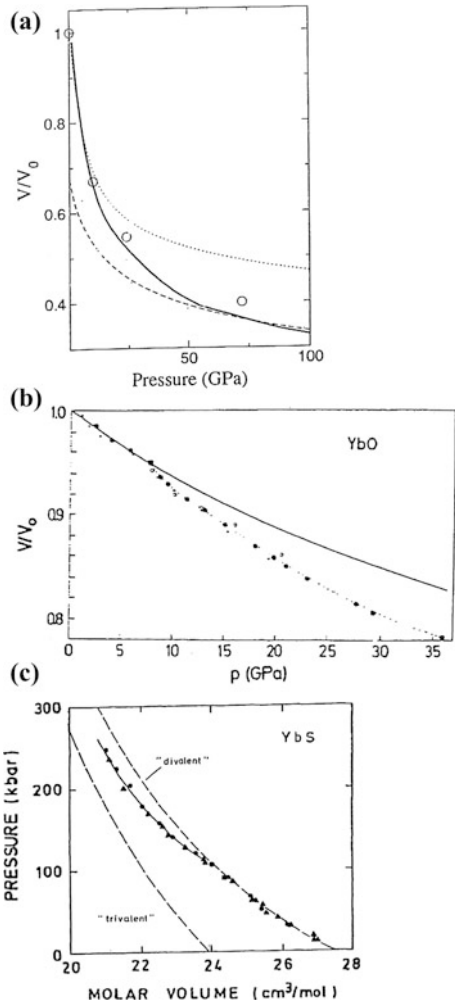 (a)
1
0.8
0.6
0.4
V/V₀
50
100
Pressure (GPa)
(b)
1.0
0.9
0.8
V/V₀
YbO
0
5
10
15
20
25
30
35
p (GPa)
(c)
300
200
100
0
PRESSURE (kbar)
YbS
"divalent"
"trivalent"
20
22
24
26
28
MOLAR VOLUME (cm³/mol)